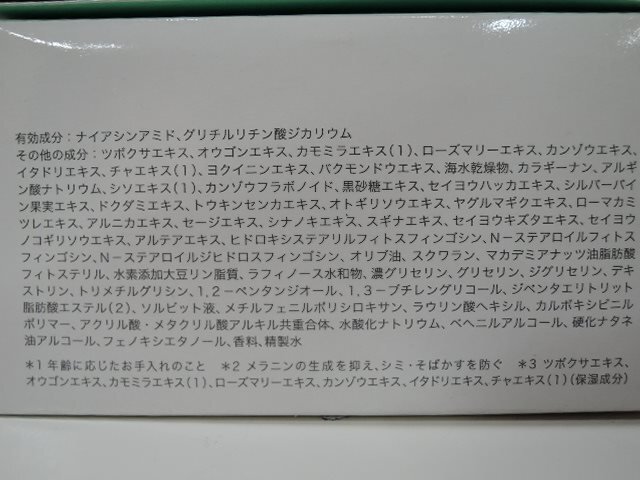 有効成分：ナイアシンアミド、グリチルリチン酸ジカリウム
その他の成分：ツボクサエキス、オウゴンエキス、カモミラエキス(1)、ローズマリーエキス、カンゾウエキス、
イタドリエキス、チャエキス(1)、ヨクイニンエキス、バクモンドウエキス、海水乾燥物、カラギーナン、アルギ
ン酸ナトリウム、シソエキス(1)、カンゾウフラボノイド、黒砂糖エキス、セイヨウハッカエキス、シルバーバイ
ン果実エキス、ドクダミエキス、トウキンセンカエキス、オトギリソウエキス、ヤグルマギクエキス、ローマカミ
ツレエキス、アルニカエキス、セージエキス、シナノキエキス、スギナエキス、セイヨウキズタエキス、セイヨウ
ノコギリソウエキス、アルテアエキス、ヒドロキシステアリルフィトスフィンゴシン、N－ステアロイルフィトス
フィンゴシン、N－ステアロイルジヒドロスフィンゴシン、オリブ油、スクワラン、マカデミアナッツ油脂肪酸
フィトステリル、水素添加大豆リン脂質、ラフィノース水和物、濃グリセリン、グリセリン、ジグリセリン、デキ
ストリン、トリメチルグリシン、1,2－ペンタンジオール、1,3－ブチレングリコール、ジペンタエリトリット
脂肪酸エステル(2)、ソルビット液、メチルフェニルポリシロキサン、ラウリン酸ヘキシル、カルボキシビニル
ポリマー、アクリル酸・メタクリル酸アルキル共重合体、水酸化ナトリウム、ベヘニルアルコール、硬化ナタネ
油アルコール、フェノキシエタノール、香料、精製水
＊1 年齢に応じたお手入れのこと ＊2 メラニンの生成を抑え、シミ・そばかすを防ぐ ＊3 ツボクサエキス、
オウゴンエキス、カモミラエキス(1)、ローズマリーエキス、カンゾウエキス、イタドリエキス、チャエキス(1)(保湿成分)